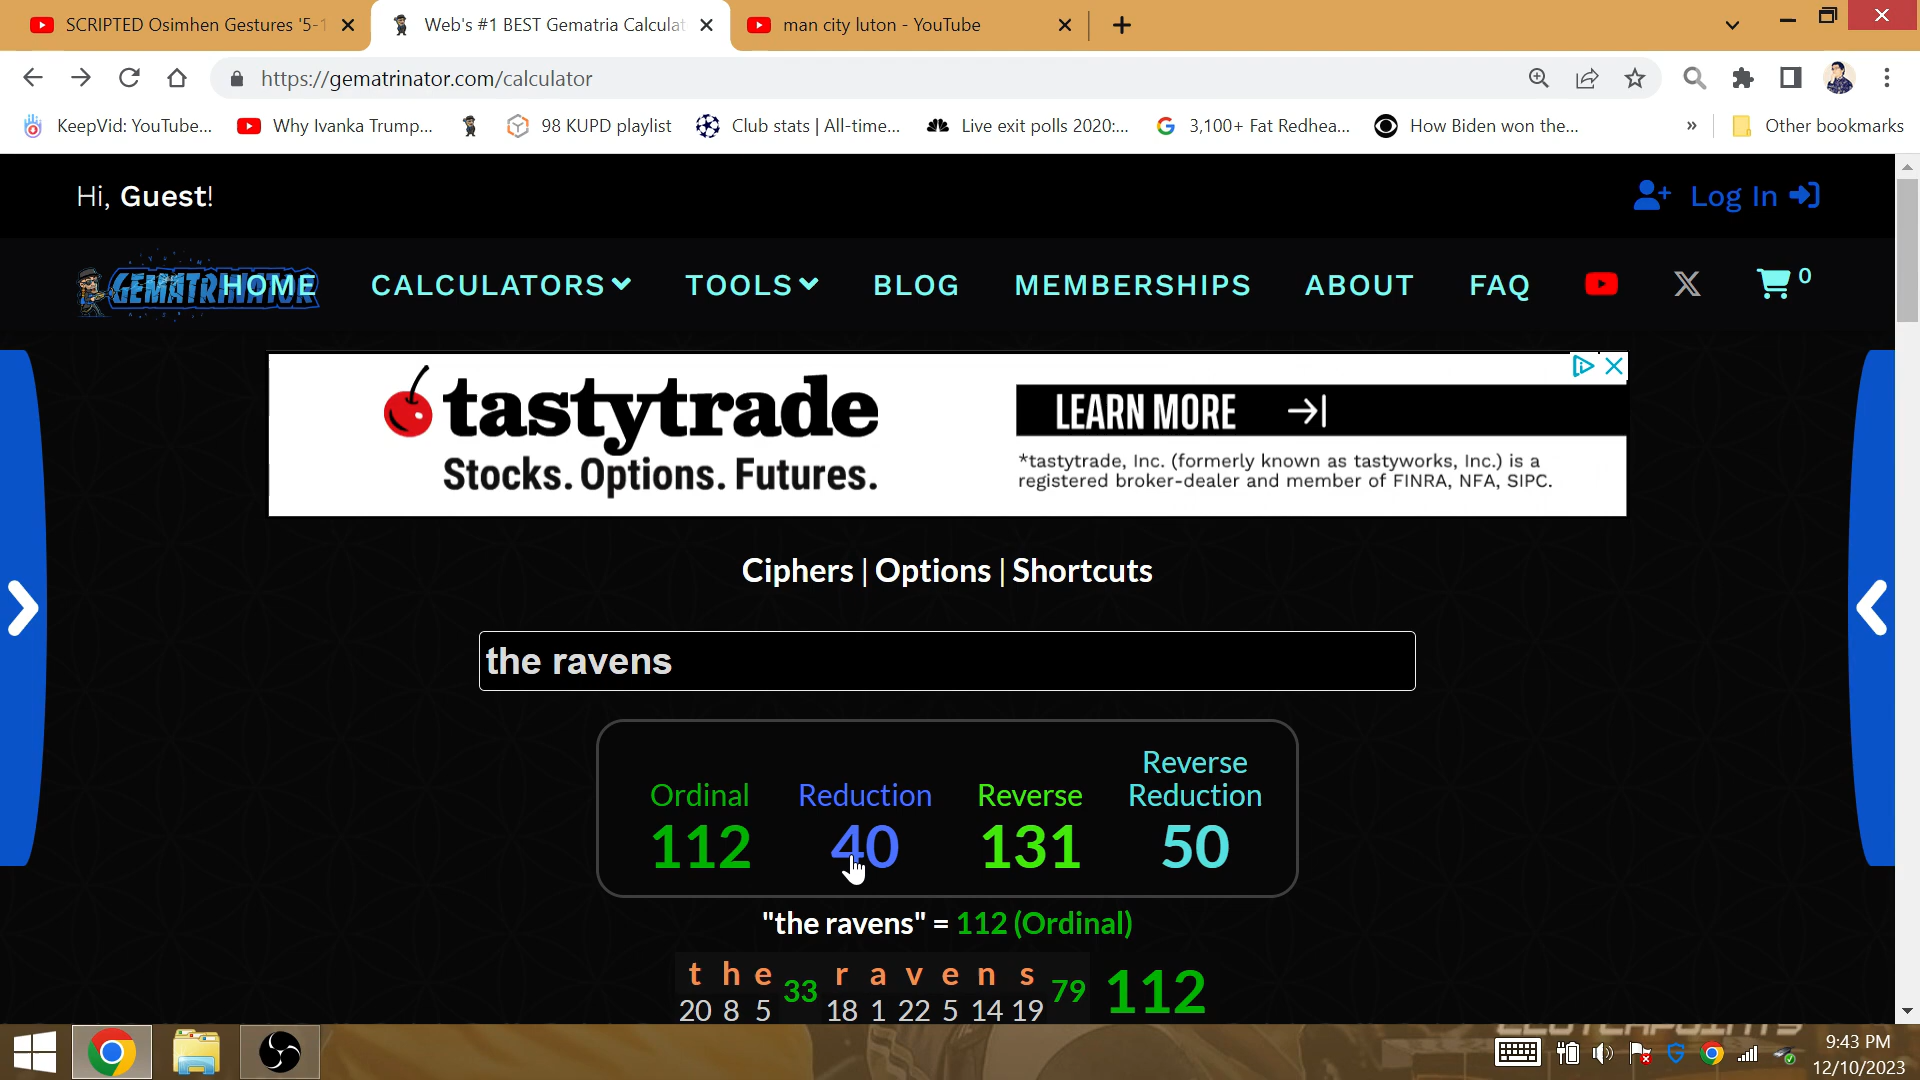 SCRIPTED Osimhen Gestures '5-1
Web's #1 BEST Gematria Calculat
man city luton - YouTube
https://gematrinator.com/calculator
KeepVid: YouTube...
Why Ivanka Trump...
98 KUPD playlist
Club stats | All-time...
Live exit polls 2020:...
3,100+ Fat Redhea...
How Biden won the...
»
Other bookmarks
Hi, Guest!
Log In
GEMATRINATOR
HOME
CALCULATORS
TOOLS
BLOG
MEMBERSHIPS
ABOUT
FAQ
X
0
tastytrade
Stocks. Options. Futures.
LEARN MORE
*tastytrade, Inc. (formerly known as tastyworks, Inc.) is a
registered broker-dealer and member of FINRA, NFA, SIPC.
Ciphers | Options | Shortcuts
the ravens
Ordinal
Reduction
Reverse
Reverse
Reduction
112
40
131
50
"the ravens" = 112 (Ordinal)
t h e 33 r a v e n s 79 112
20 8 5 18 1 22 5 14 19
CLUTCHPOINTS
9:43 PM
12/10/2023